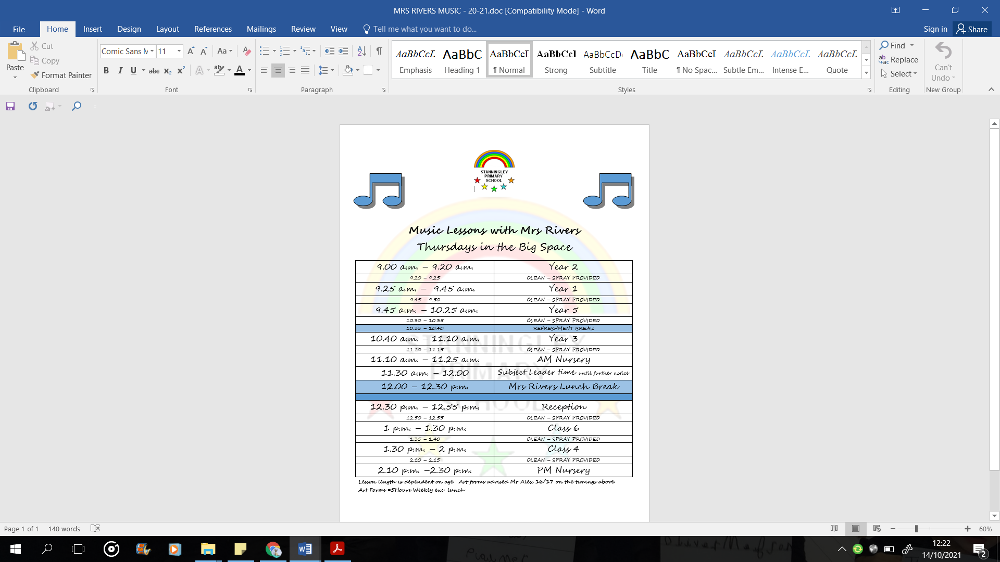 MRS RIVERS MUSIC - 20-21.doc [Compatibility Mode] - Word
File Home Insert Design Layout References Mailings Review View Tell me what you want to do... Sign in Share
Paste
Cut
Copy
Format Painter
Clipboard
Comic Sans M 11
Font
Paragraph
AaBbCcL AaBbC AaBbCcI AaBbCcI AaBbCcD AaBbC AaBbCcI AaBbCcL AaBbCcL AaBbCcL
Emphasis Heading 1 ¶ Normal Strong Subtitle Title ¶ No Spac... Subtle Em... Intense E... Quote
Styles
Find
Replace
Select
Editing
Can't
Undo
New Group
STANNINGLEY
PRIMARY
SCHOOL
Music Lessons with Mrs Rivers
Thursdays in the Big Space
9.00 a.m. – 9.20 a.m. Year 2
9.20 – 9.25 CLEAN – SPRAY PROVIDED
9.25 a.m. – 9.45 a.m. Year 1
9.45 – 9.50 CLEAN – SPRAY PROVIDED
9.45 a.m. – 10.25 a.m. Year 5
10.30 – 10.35 CLEAN – SPRAY PROVIDED
10.35 – 10.40 REFRESHMENT BREAK
10.40 a.m. – 11.10 a.m. Year 3
11.10 – 11.15 CLEAN – SPRAY PROVIDED
11.10 a.m. – 11.25 a.m. AM Nursery
11.30 a.m. – 12.00 Subject Leader time until further notice
12.00 – 12.30 p.m. Mrs Rivers Lunch Break
12.30 p.m. – 12.55 p.m. Reception
12.50 – 12.55 CLEAN – SPRAY PROVIDED
1 p.m. – 1.30 p.m. Class 6
1.35 – 1.40 CLEAN – SPRAY PROVIDED
1.30 p.m. – 2 p.m. Class 4
2.10 – 2.15 CLEAN – SPRAY PROVIDED
2.10 p.m. –2.30 p.m. PM Nursery
Lesson length is dependent on age. Art forms advised Mr Alex 16/17 on the timings above.
Art Forms =5Hours Weekly exc. lunch
STANNINGLEY
PRIMARY
SCHOOL
Page 1 of 1 140 words 60%
12:22
14/10/2021
2